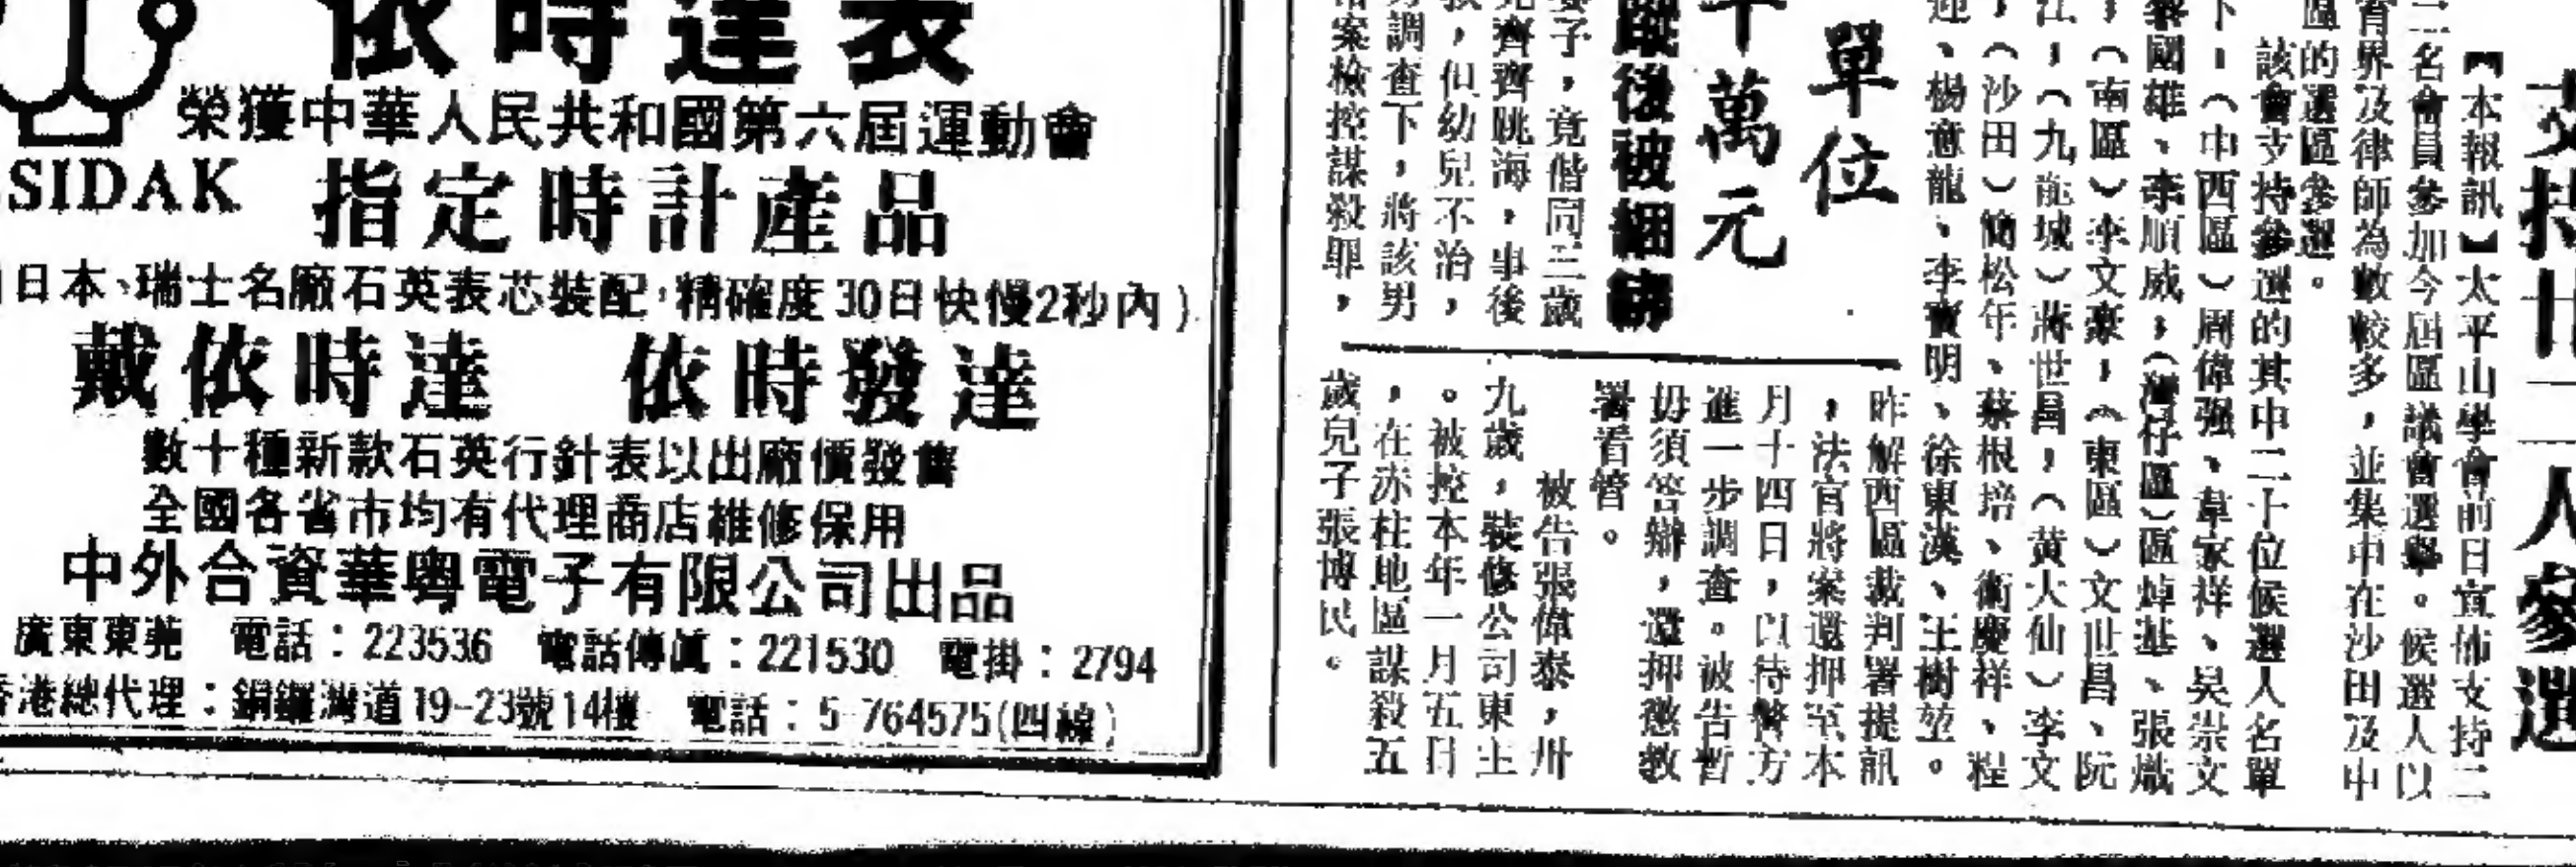 依時達表
榮獲中華人民共和國第六屆運動會
SIDAK
指定時計產品
日本、瑞士名廠石英表芯裝配,精確度30日快慢2秒內)
戴依時達 依時發達
數十種新款石英行針表以出廠價發售
全國各省市均有代理商店維修保用
中外合資華粵電子有限公司出品
廣東東莞 電話:223536 電話傳眞:221530 電掛:2794
香港總代理:銅鑼灣道19-23號14樓 電話:5-764575(四線)
支持廿二人參選
【本報訊】太平山學會前日宣佈支持二
二名會員參加今屆區議會選舉。候選人以
育界及律師為數較多,並集中在沙田及中
區的選區參選。
該會支持參選的其中二十位候選人名單
下:(中西區)周偉强、韋家祥、吳崇文
黎國雄、李順威;(灣仔區)區焯基、張熾
;(南區)李文豪;(東區)文世昌、阮
江;(九龍城)蔣世昌;(黃大仙)李文
;(沙田)簡松年、蔡根培、衛慶祥、程
迎、楊意龍、李寶明、徐東漢、王樹堃。
單位
千萬元
蹤後被綑綁
妻子,竟偕同三歲
兒齊齊跳海,事後
救,但幼兒不治,
調查下,將該男
案檢控謀殺罪,
昨解西區裁判署提訊
,法官將案還押至本
月十四日,以待警方
進一步調查。被告暫
毋須答辯,還押懲教
署看管。
被告張偉泰,卅
九歲,裝修公司東主
。被控本年一月五日
,在赤柱地區謀殺五
歲兒子張博民。